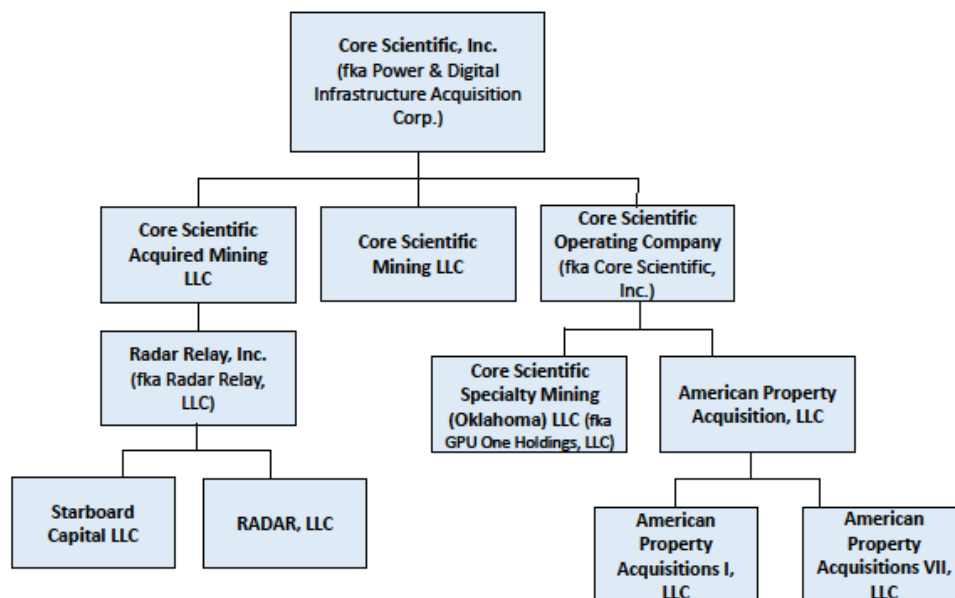 Core Scientific, Inc.
(fka Power & Digital
Infrastructure Acquisition
Corp.)
Core Scientific
Acquired Mining
LLC
Core Scientific
Mining LLC
Core Scientific
Operating Company
(fka Core Scientific,
Inc.)
Radar Relay, Inc.
(fka Radar Relay,
LLC)
Core Scientific
Specialty Mining
(Oklahoma) LLC (fka
GPU One Holdings, LLC)
American Property
Acquisition, LLC
Starboard
Capital LLC
RADAR, LLC
American
Property
Acquisitions I,
LLC
American
Property
Acquisitions VII,
LLC